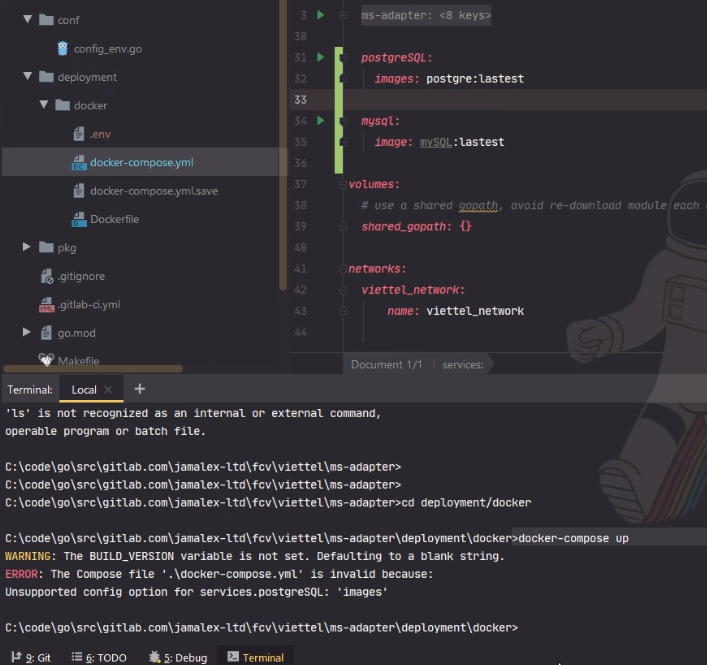 conf
config_env.go
deployment
docker
.env
docker-compose.yml
docker-compose.yml.save
Dockerfile
pkg
.gitignore
.gitlab-ci.yml
go.mod
Makefile
3 ms-adapter: <8 keys>
30
31 postgreSQL:
32 images: postgre:lastest
33
34 mysql:
35 image: mySQL:lastest
36
37 volumes:
38 # use a shared gopath, avoid re-download module each
39 shared_gopath: {}
40
41 networks:
42 viettel_network:
43 name: viettel_network
44
Document 1/1 › services:
Terminal: Local × +
'ls' is not recognized as an internal or external command,
operable program or batch file.
C:\code\go\src\gitlab.com\jamalex-ltd\fcv\viettel\ms-adapter>
C:\code\go\src\gitlab.com\jamalex-ltd\fcv\viettel\ms-adapter>
C:\code\go\src\gitlab.com\jamalex-ltd\fcv\viettel\ms-adapter>cd deployment/docker
C:\code\go\src\gitlab.com\jamalex-ltd\fcv\viettel\ms-adapter\deployment\docker>docker-compose up
WARNING: The BUILD_VERSION variable is not set. Defaulting to a blank string.
ERROR: The Compose file '.\docker-compose.yml' is invalid because:
Unsupported config option for services.postgreSQL: 'images'
C:\code\go\src\gitlab.com\jamalex-ltd\fcv\viettel\ms-adapter\deployment\docker>
9: Git 6: TODO 5: Debug Terminal